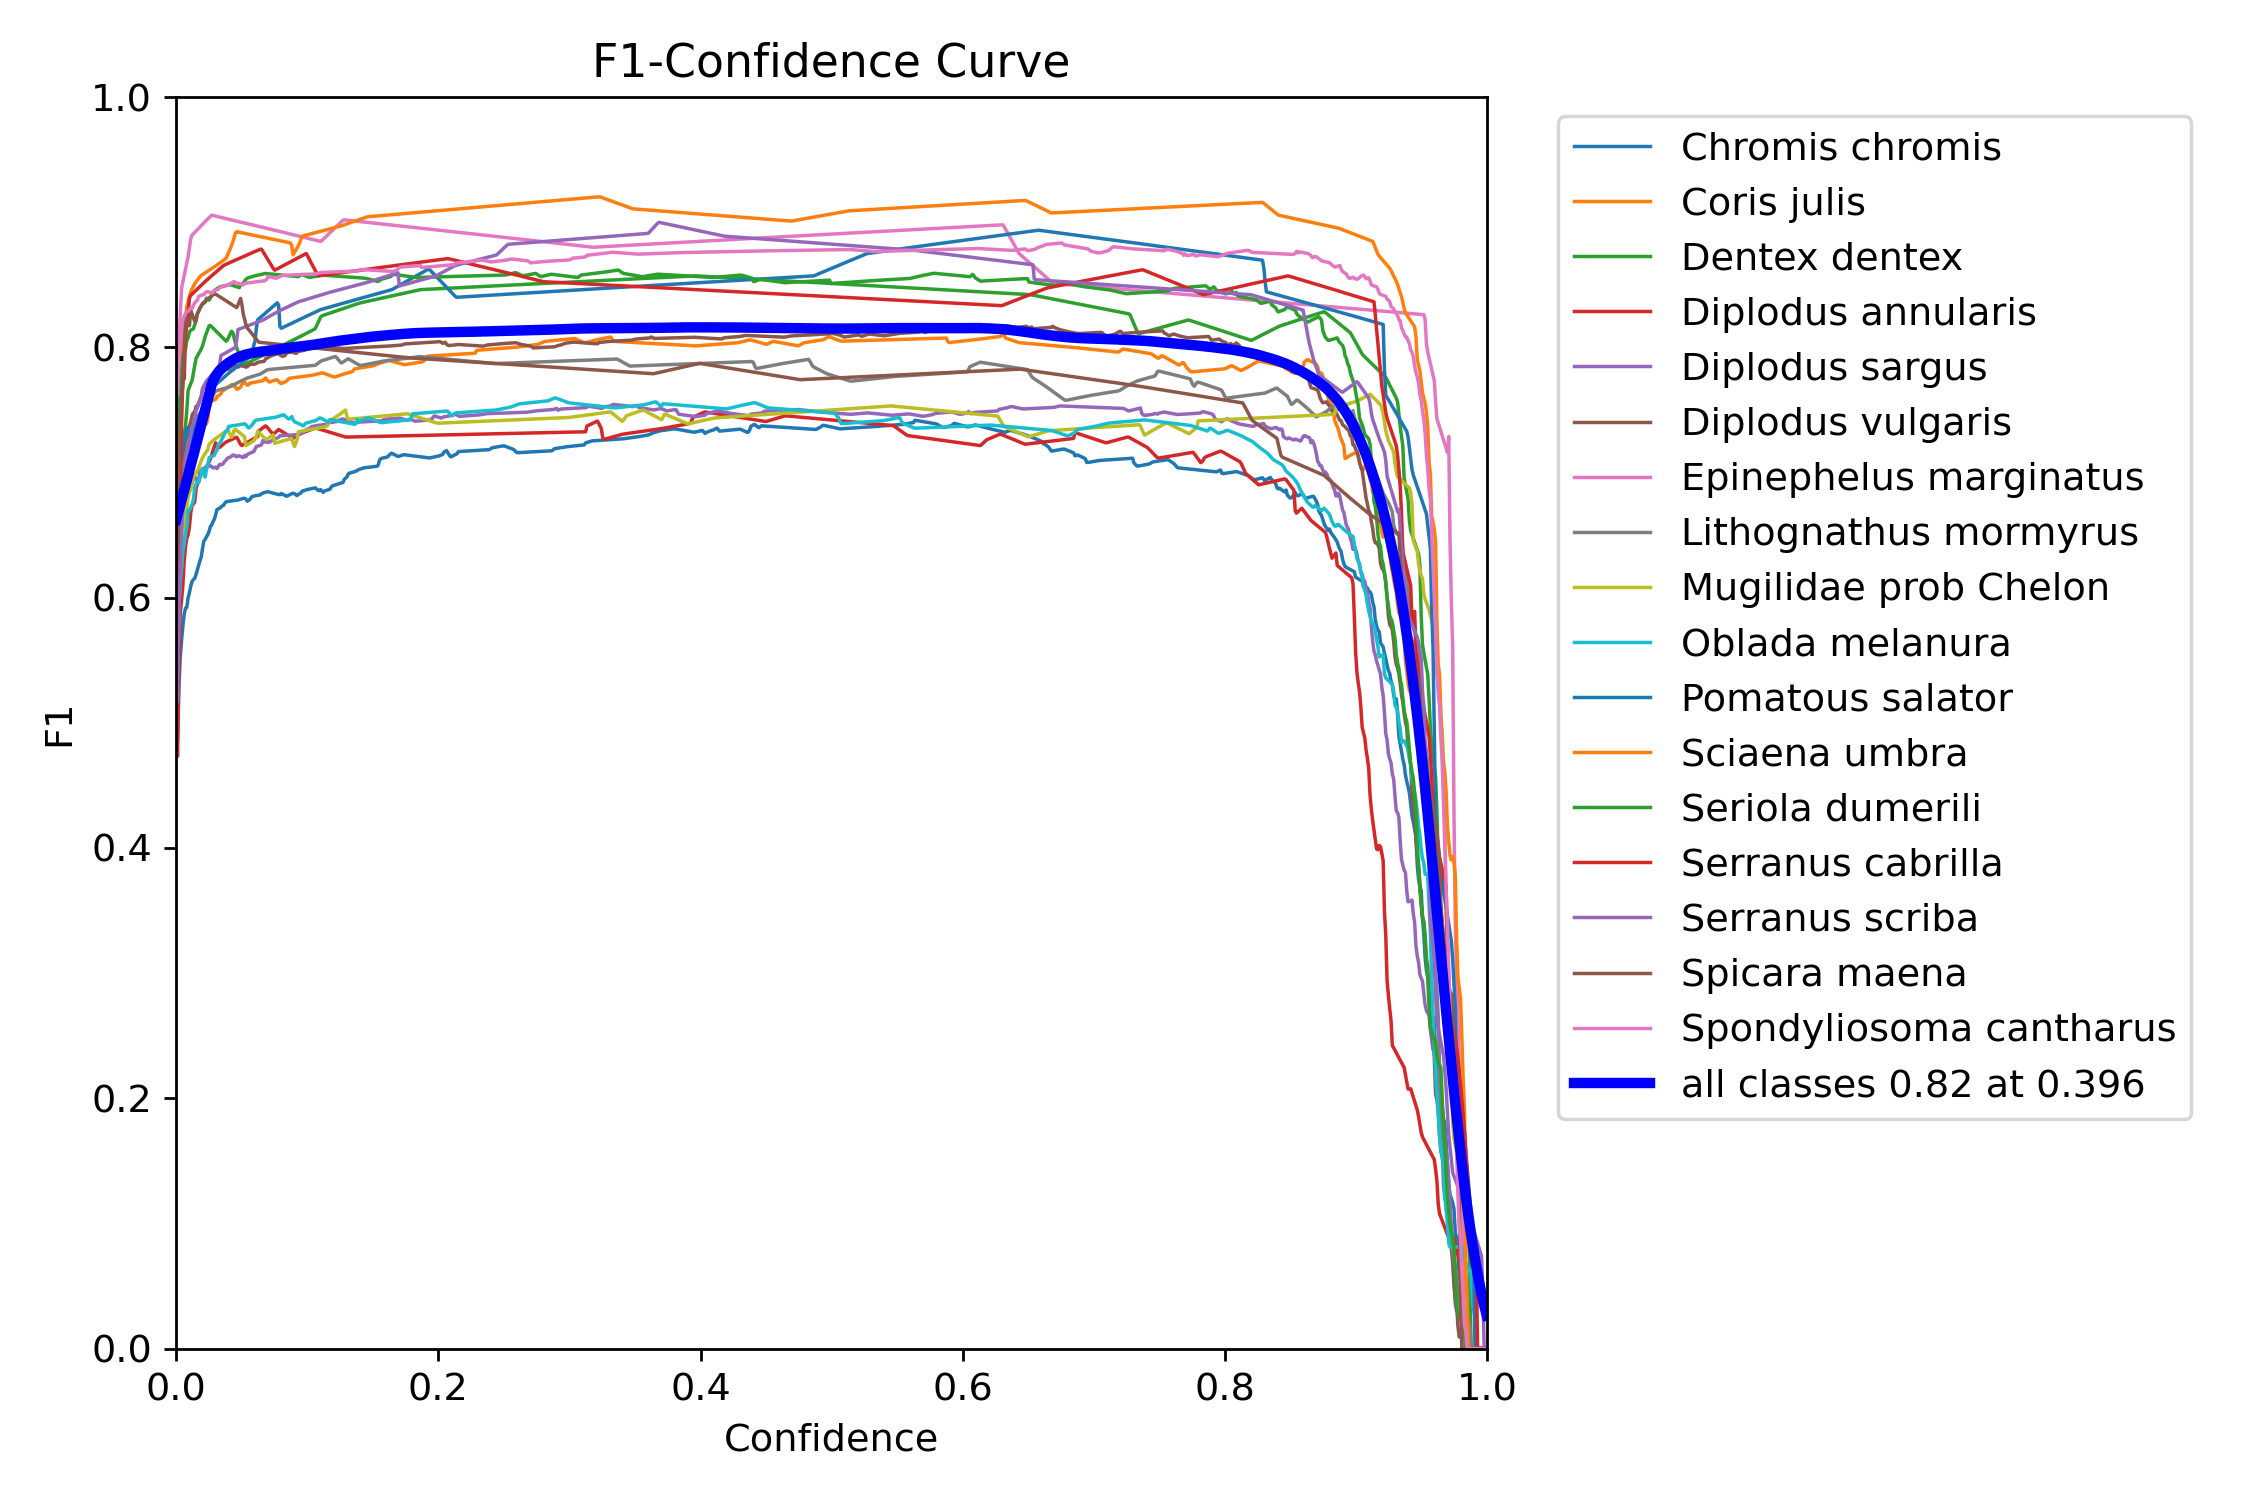 F1-Confidence Curve
1.0
0.8
0.6
0.4
0.2
0.0
F1
0.0 0.2 0.4 0.6 0.8 1.0
Confidence
Chromis chromis
Coris julis
Dentex dentex
Diplodus annularis
Diplodus sargus
Diplodus vulgaris
Epinephelus marginatus
Lithognathus mormyrus
Mugilidae prob Chelon
Oblada melanura
Pomatous salator
Sciaena umbra
Seriola dumerili
Serranus cabrilla
Serranus scriba
Spicara maena
Spondyliosoma cantharus
all classes 0.82 at 0.396